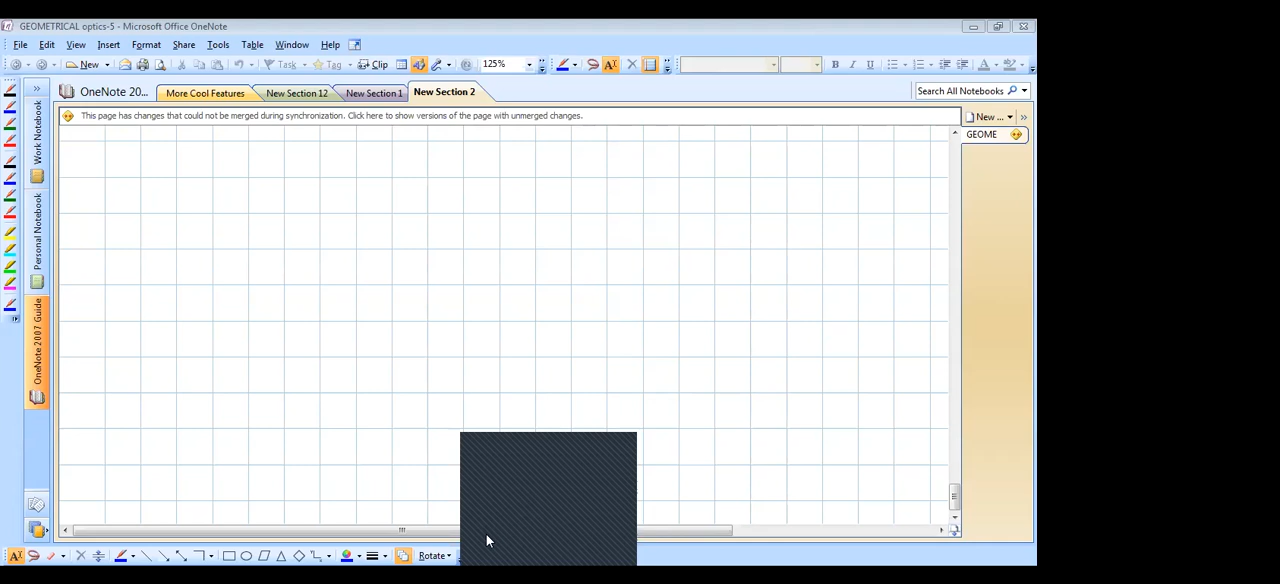 GEOMETRICAL optics-5 - Microsoft Office OneNote
File Edit View Insert Format Share Tools Table Window Help
New Task Tag Clip 125% B I U A
OneNote 20... More Cool Features New Section 12 New Section 1 New Section 2 Search All Notebooks
This page has changes that could not be merged during synchronization. Click here to show versions of the page with unmerged changes. New ...
GEOME
Work Notebook
Personal Notebook
OneNote 2007 Guide
Rotate